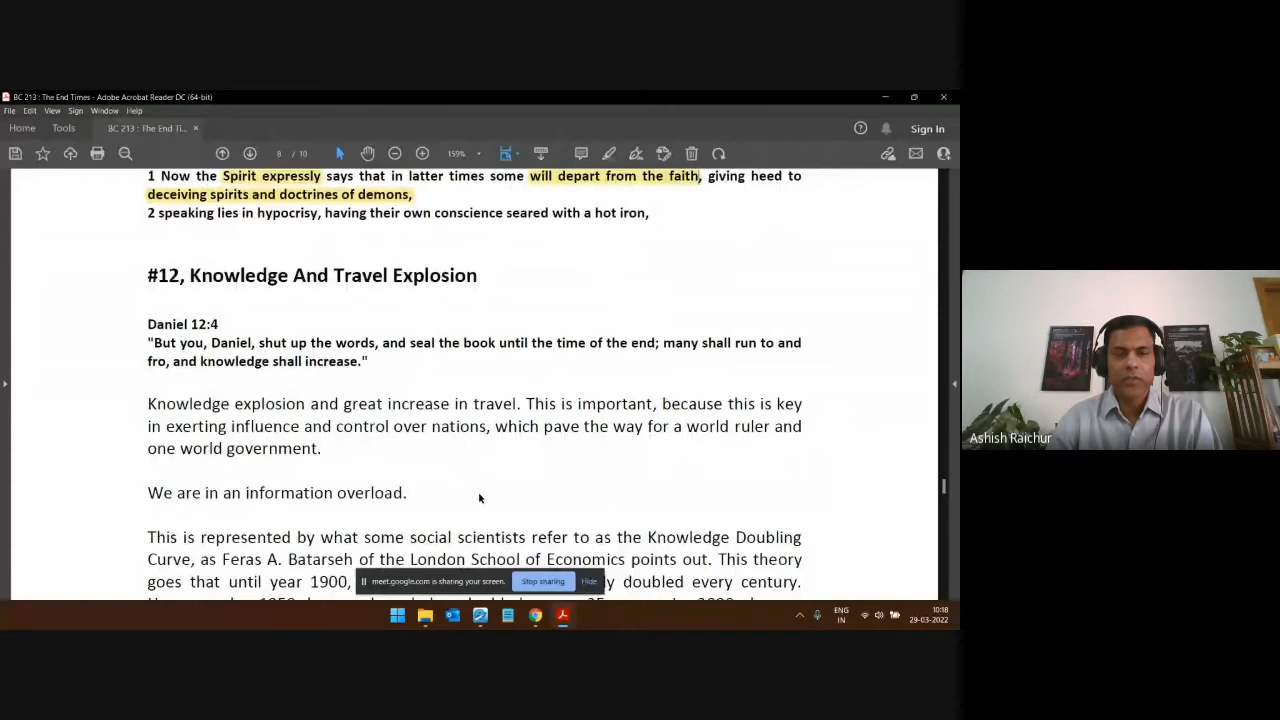 BC 213 : The End Times - Adobe Acrobat Reader DC (64-bit)
File Edit View Sign Window Help
Home Tools BC 213 : The End Ti... × Sign In
8 / 10 159%
1 Now the Spirit expressly says that in latter times some will depart from the faith, giving heed to
deceiving spirits and doctrines of demons,
2 speaking lies in hypocrisy, having their own conscience seared with a hot iron,
#12, Knowledge And Travel Explosion
Daniel 12:4
"But you, Daniel, shut up the words, and seal the book until the time of the end; many shall run to and
fro, and knowledge shall increase."
Knowledge explosion and great increase in travel. This is important, because this is key
in exerting influence and control over nations, which pave the way for a world ruler and
one world government.
We are in an information overload.
This is represented by what some social scientists refer to as the Knowledge Doubling
Curve, as Feras A. Batarseh of the London School of Economics points out. This theory
goes that until year 1900, doubled every century.
meet.google.com is sharing your screen. Stop sharing Hide
ENG
IN
10:18
29-03-2022
Ashish Raichur